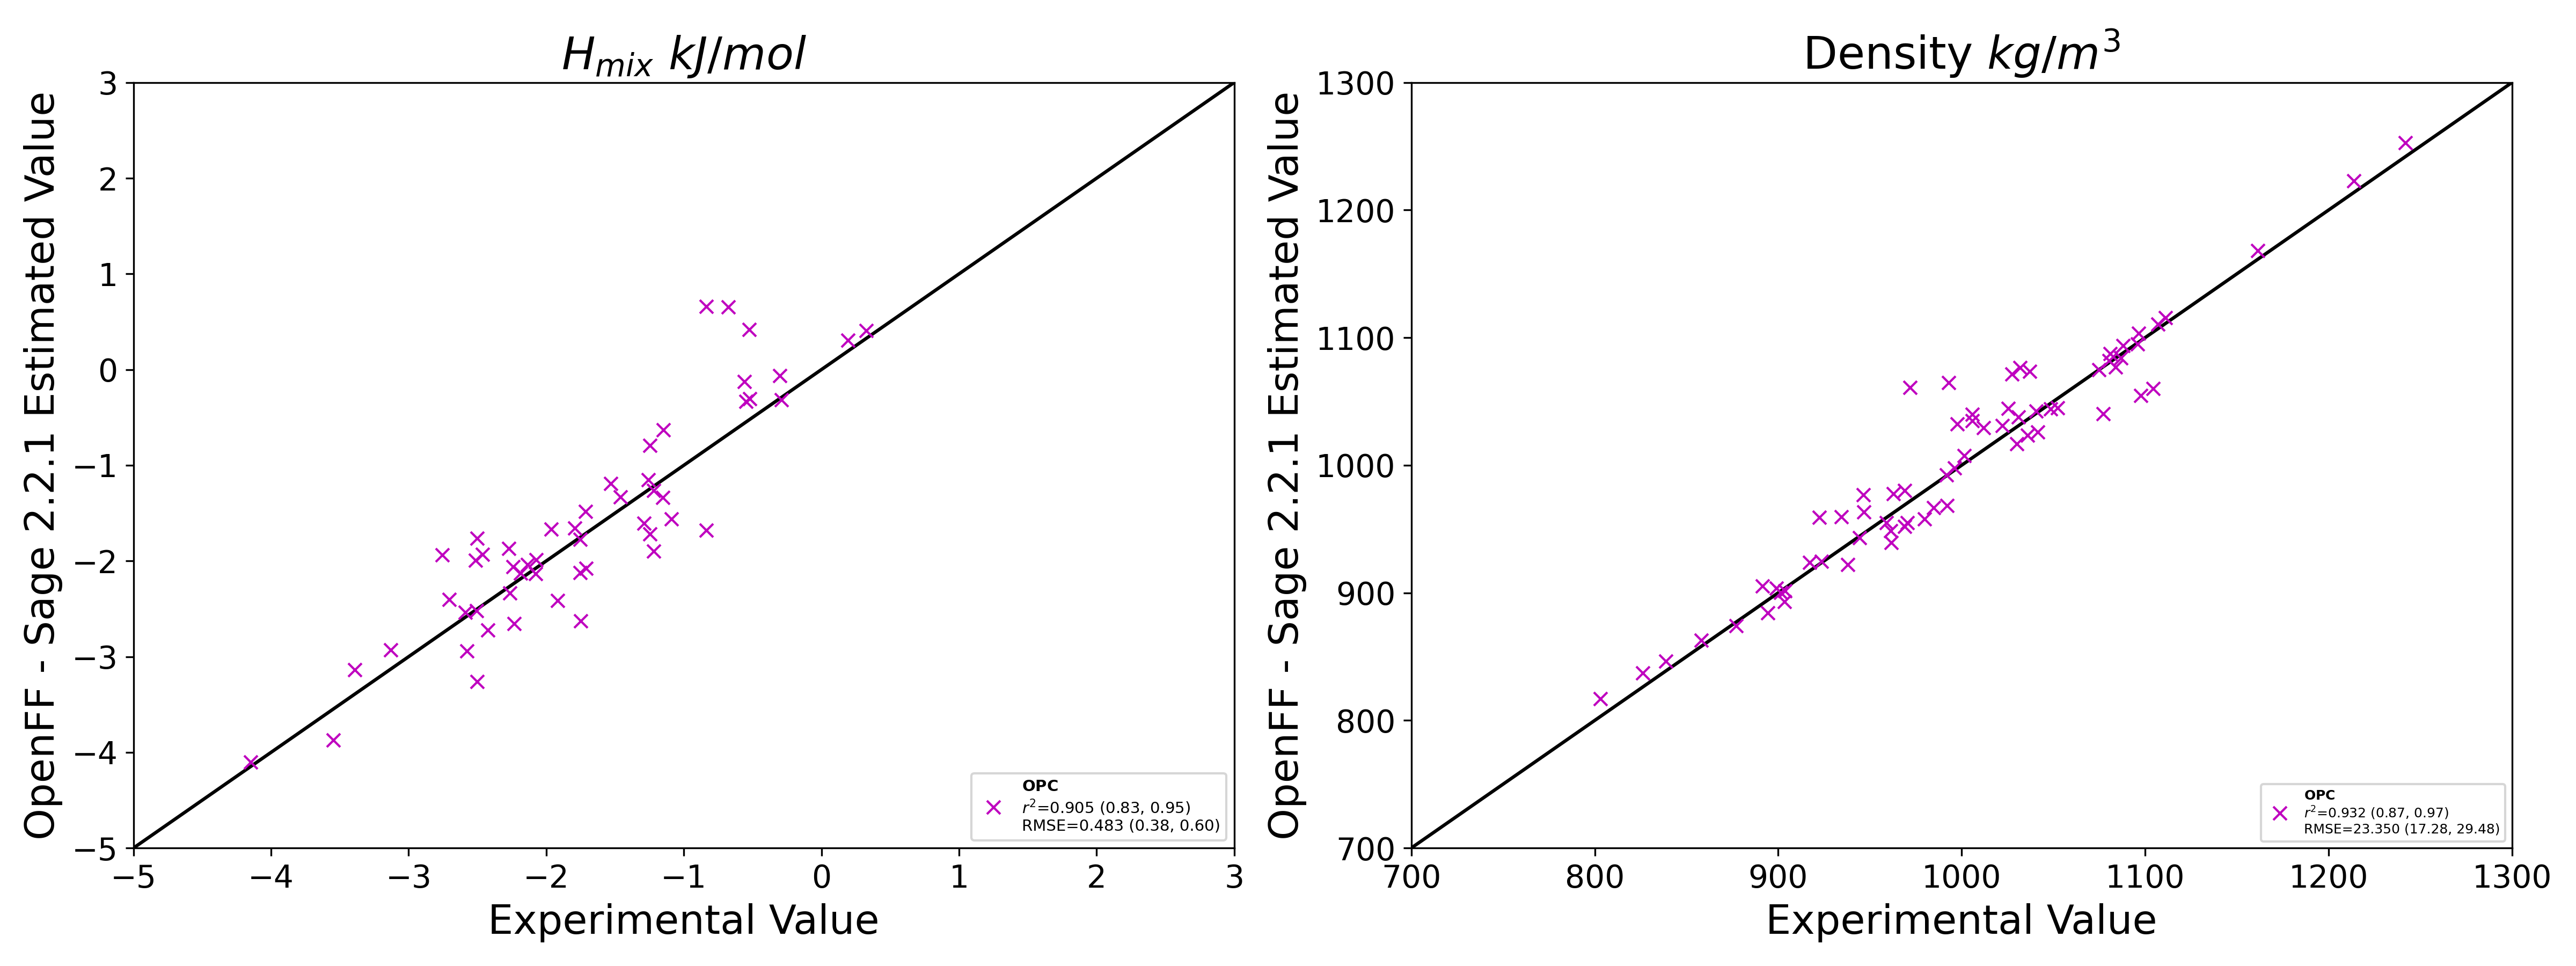 H_mix kJ/mol
OpenFF - Sage 2.2.1 Estimated Value
3
2
1
0
−1
−2
−3
−4
−5
−5 −4 −3 −2 −1 0 1 2 3
Experimental Value
OPC
r²=0.905 (0.83, 0.95)
RMSE=0.483 (0.38, 0.60)
Density kg/m³
OpenFF - Sage 2.2.1 Estimated Value
1300
1200
1100
1000
900
800
700
700 800 900 1000 1100 1200 1300
Experimental Value
OPC
r²=0.932 (0.87, 0.97)
RMSE=23.350 (17.28, 29.48)